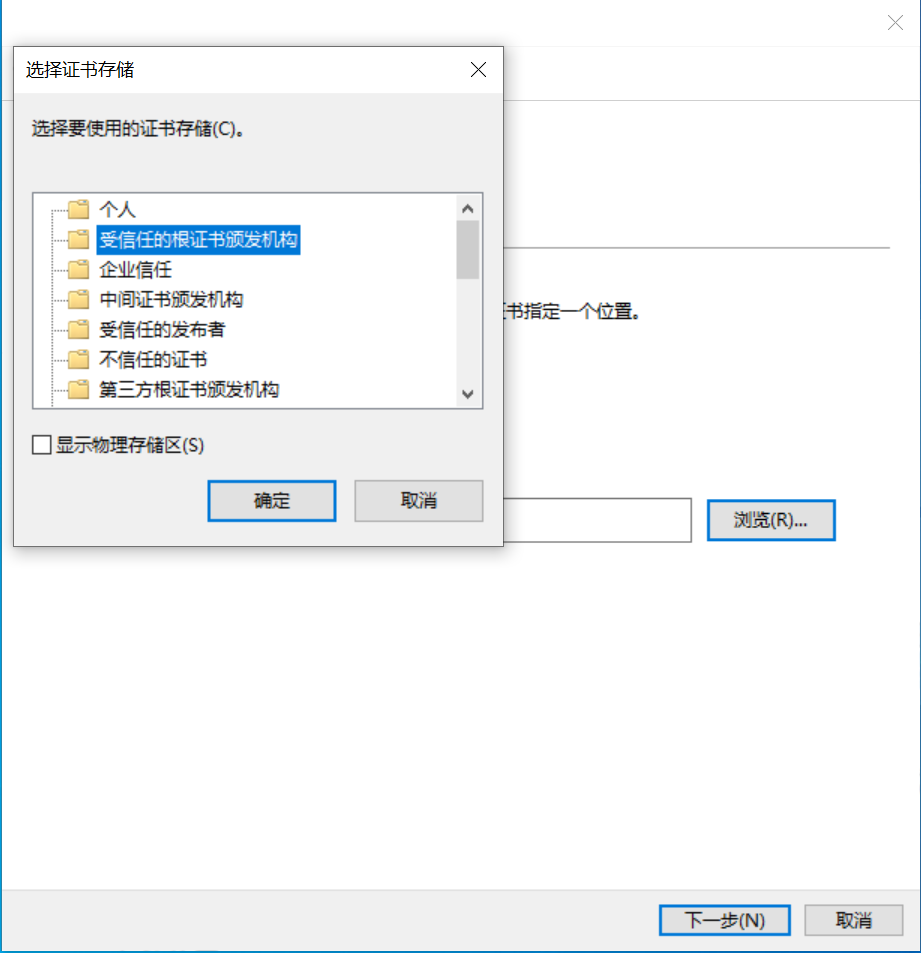 选择证书存储
选择要使用的证书存储(C)。
个人
受信任的根证书颁发机构
企业信任
中间证书颁发机构
受信任的发布者
不信任的证书
第三方根证书颁发机构
显示物理存储区(S)
确定
取消
书指定一个位置。
浏览(R)...
下一步(N)
取消